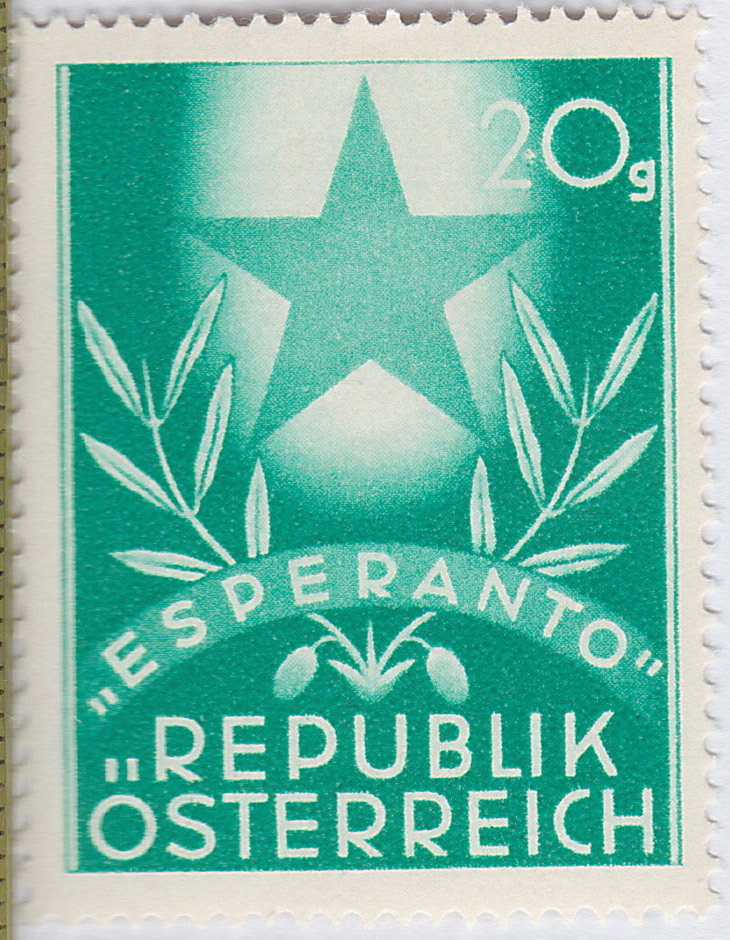 20g
"ESPERANTO"
REPUBLIK
ÖSTERREICH